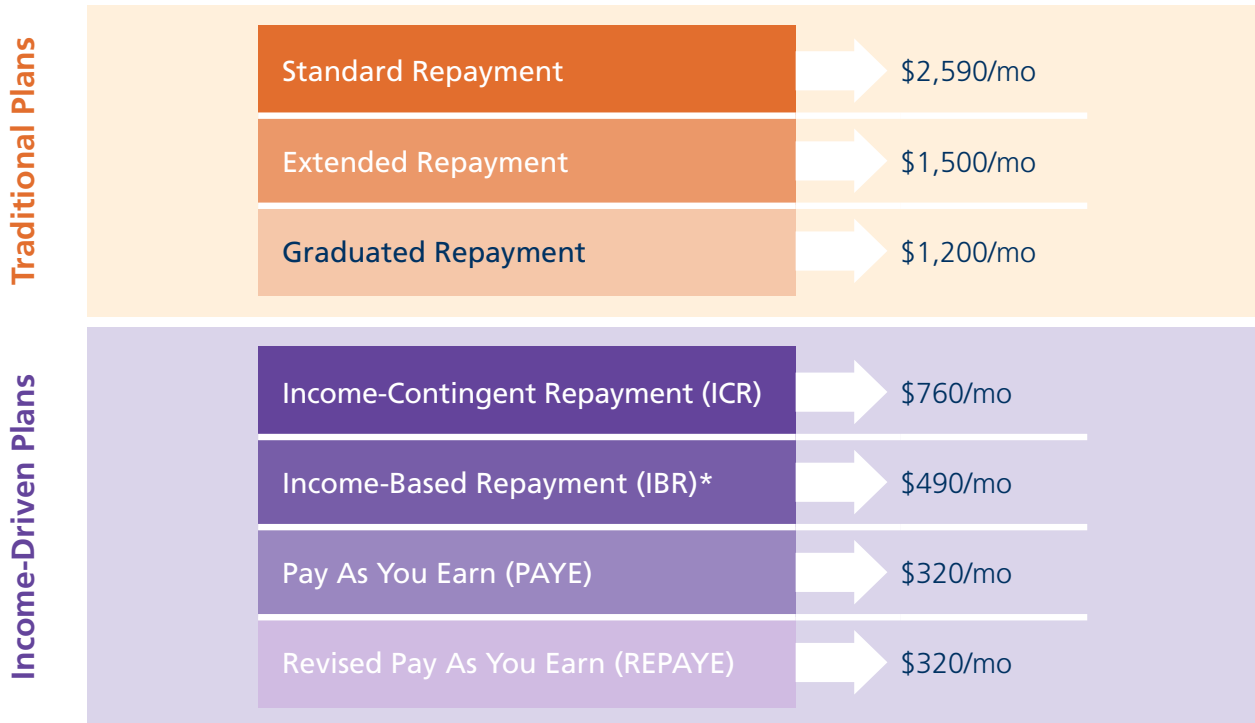 Traditional Plans
Standard Repayment
$2,590/mo
Extended Repayment
$1,500/mo
Graduated Repayment
$1,200/mo
Income-Driven Plans
Income-Contingent Repayment (ICR)
$760/mo
Income-Based Repayment (IBR)*
$490/mo
Pay As You Earn (PAYE)
$320/mo
Revised Pay As You Earn (REPAYE)
$320/mo